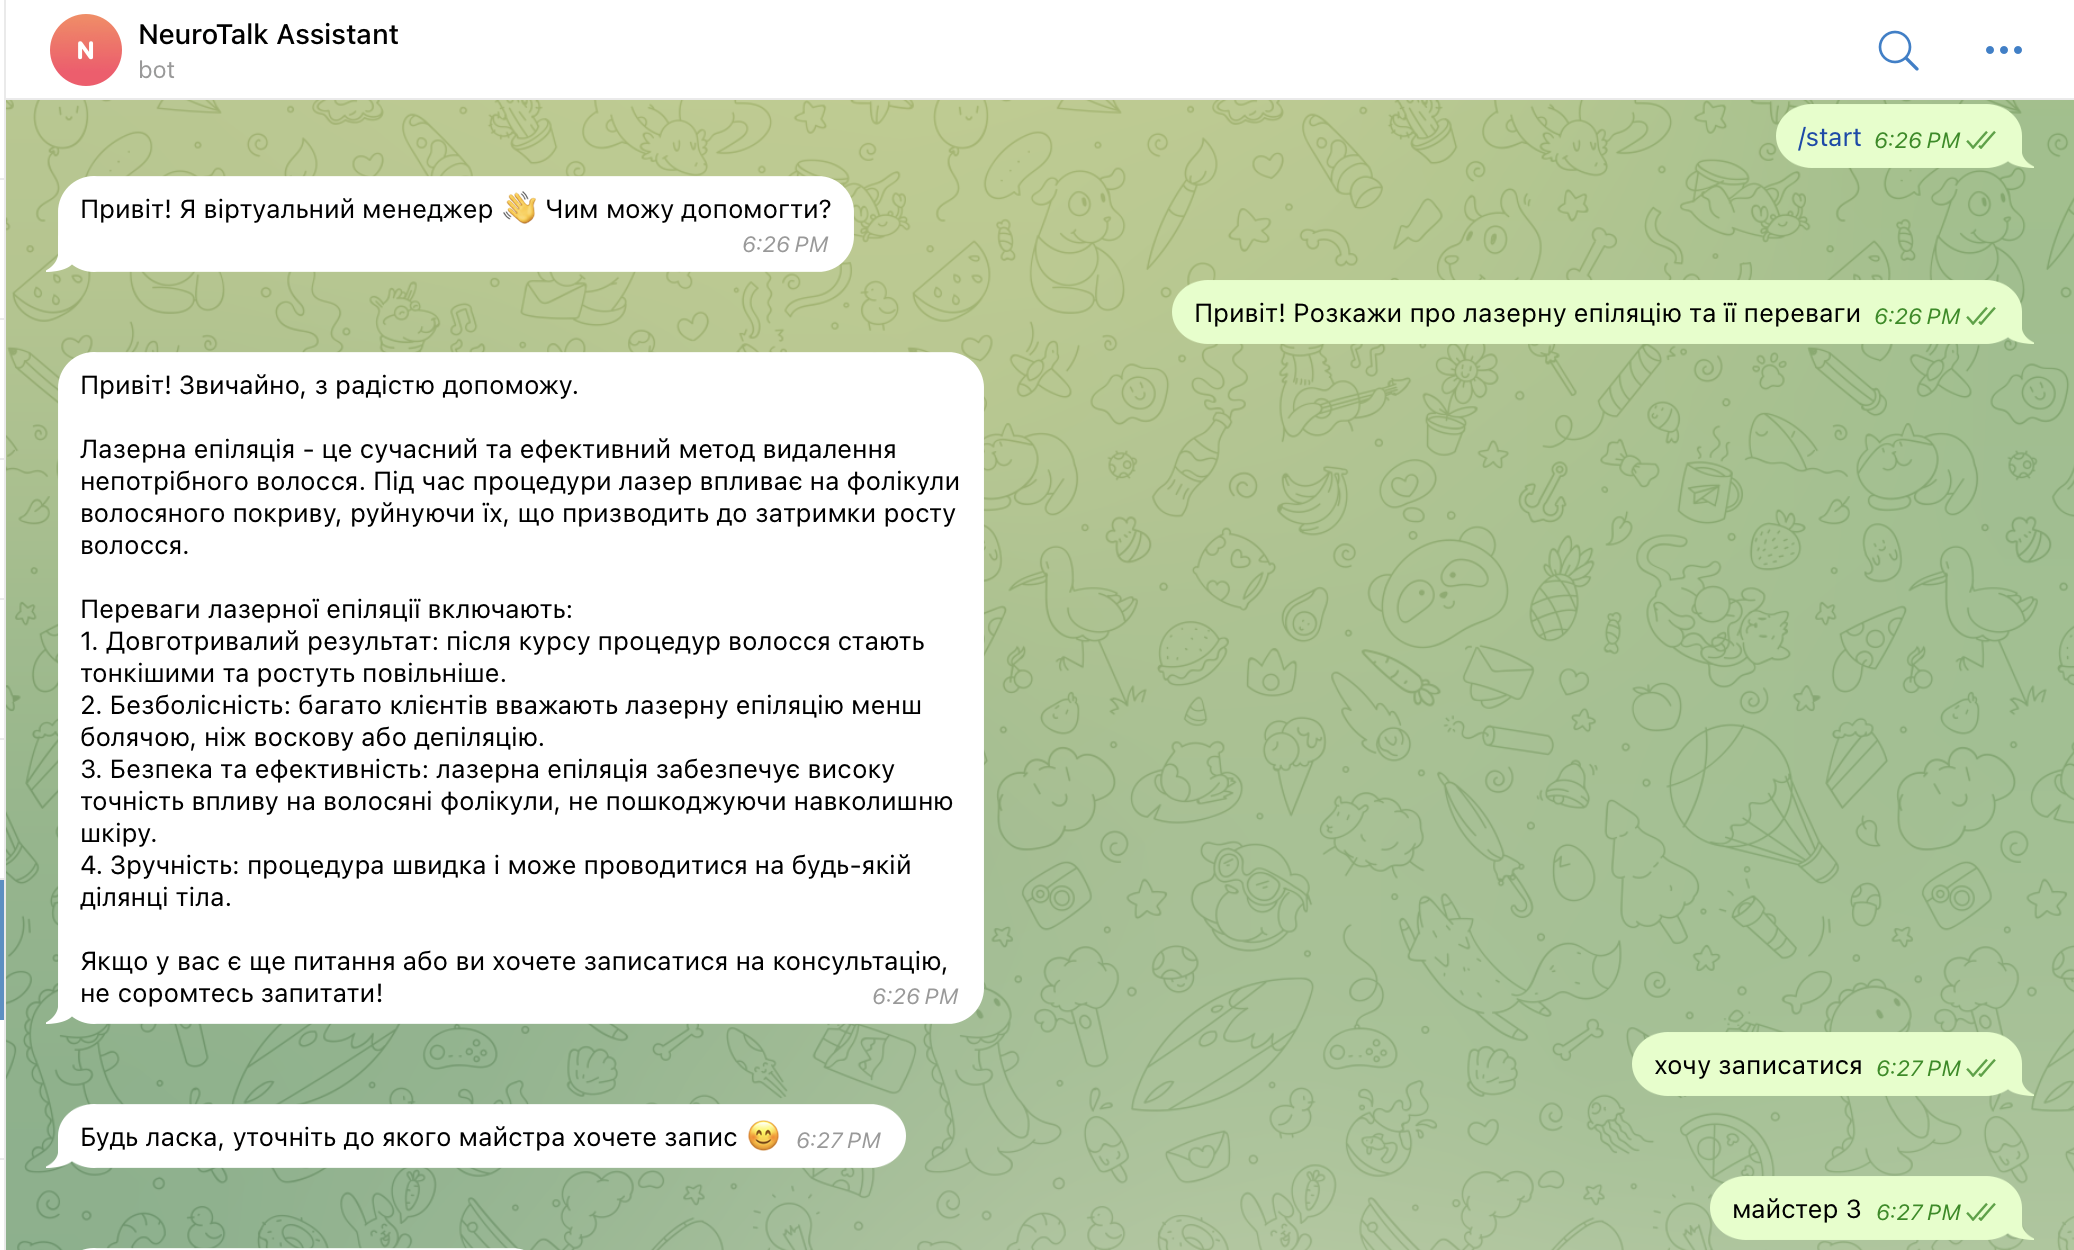 N
NeuroTalk Assistant
bot
/start 6:26 PM
Привіт! Я віртуальний менеджер 👋 Чим можу допомогти?
6:26 PM
Привіт! Розкажи про лазерну епіляцію та її переваги 6:26 PM
Привіт! Звичайно, з радістю допоможу.
Лазерна епіляція - це сучасний та ефективний метод видалення
непотрібного волосся. Під час процедури лазер впливає на фолікули
волосяного покриву, руйнуючи їх, що призводить до затримки росту
волосся.
Переваги лазерної епіляції включають:
1. Довготривалий результат: після курсу процедур волосся стають
тонкішими та ростуть повільніше.
2. Безболісність: багато клієнтів вважають лазерну епіляцію менш
болячою, ніж воскову або депіляцію.
3. Безпека та ефективність: лазерна епіляція забезпечує високу
точність впливу на волосяні фолікули, не пошкоджуючи навколишню
шкіру.
4. Зручність: процедура швидка і може проводитися на будь-якій
ділянці тіла.
Якщо у вас є ще питання або ви хочете записатися на консультацію,
не соромтесь запитати!
6:26 PM
хочу записатися 6:27 PM
Будь ласка, уточніть до якого майстра хочете запис 😊 6:27 PM
майстер 3 6:27 PM